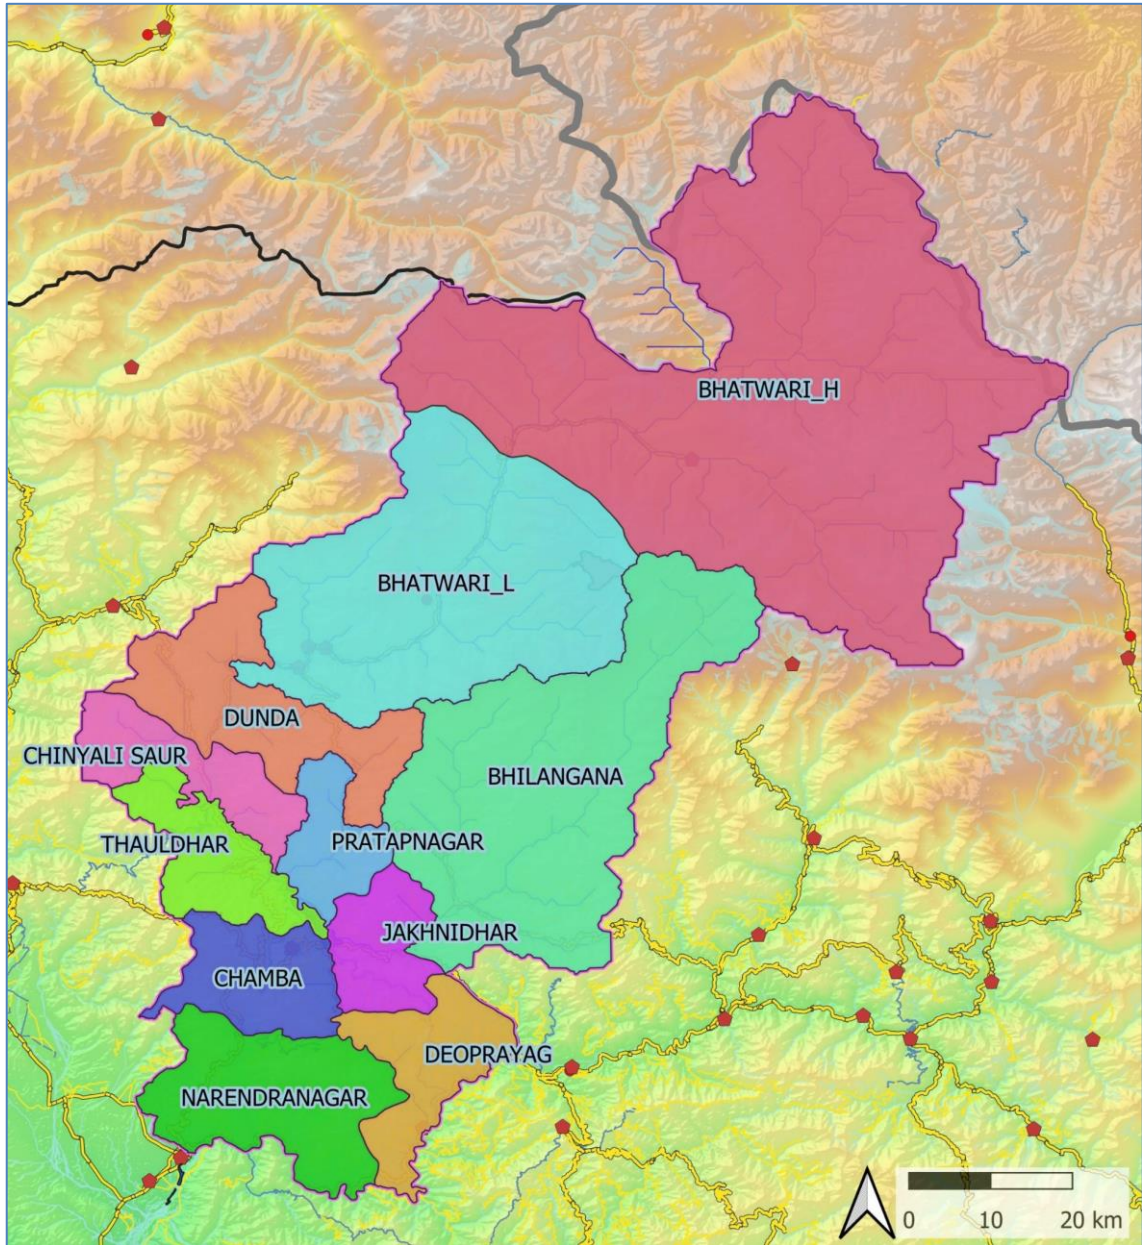 BHATWARI_H
BHATWARI_L
DUNDA
CHINYALI SAUR
BHILANGANA
THAULDHAR
PRATAPNAGAR
JAKHNIDHAR
CHAMBA
DEOPRAYAG
NARENDRANAGAR
0 10 20 km